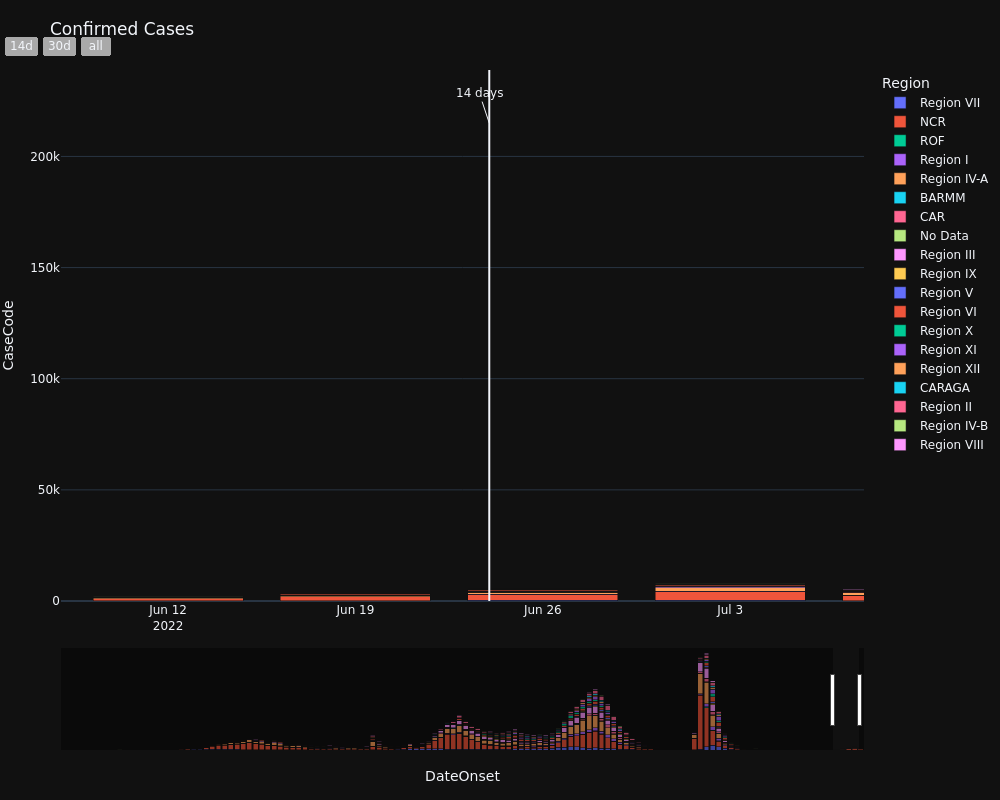 Confirmed Cases
14d 30d all
14 days
200k
150k
100k
50k
0
CaseCode
Jun 12 Jun 19 Jun 26 Jul 3
2022
DateOnset
Region
Region VII
NCR
ROF
Region I
Region IV-A
BARMM
CAR
No Data
Region III
Region IX
Region V
Region VI
Region X
Region XI
Region XII
CARAGA
Region II
Region IV-B
Region VIII